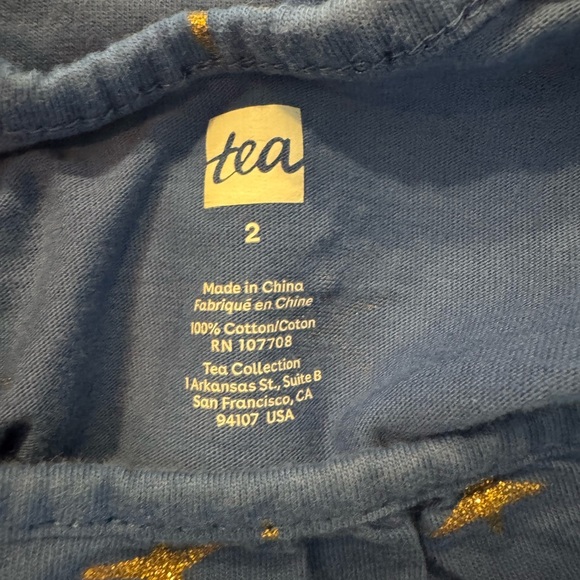 tea
2
Made in China
Fabriqué en Chine
100% Cotton/Coton
RN 107708
Tea Collection
1 Arkansas St., Suite B
San Francisco, CA
94107 USA